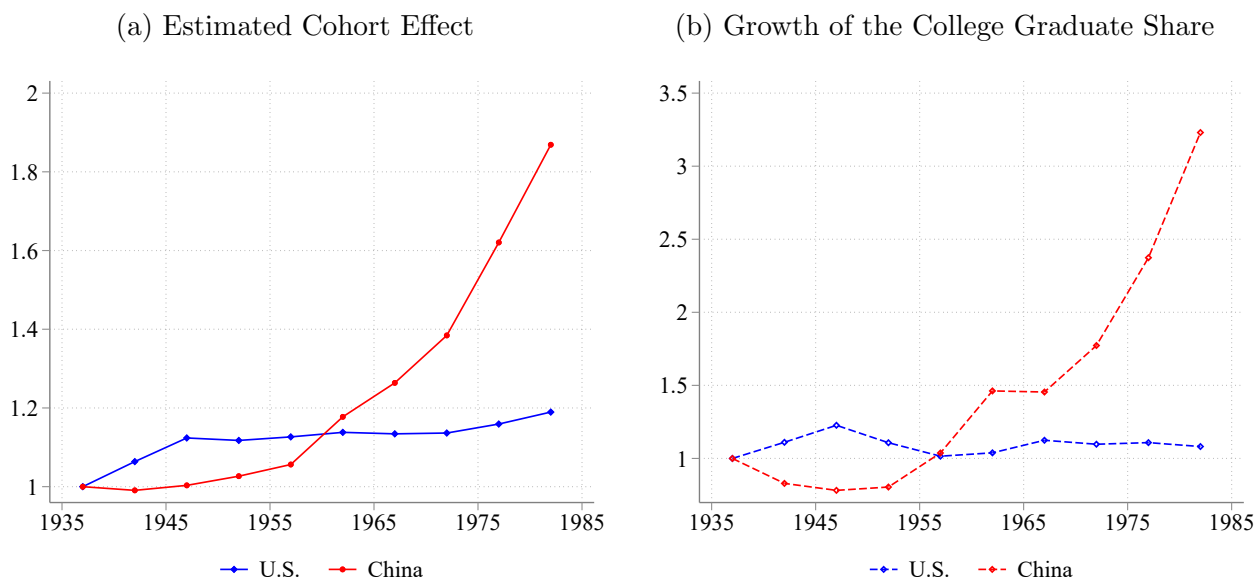 (a) Estimated Cohort Effect
2
1.8
1.6
1.4
1.2
1
1935 1945 1955 1965 1975 1985
U.S. China
(b) Growth of the College Graduate Share
3.5
3
2.5
2
1.5
1
1935 1945 1955 1965 1975 1985
U.S. China